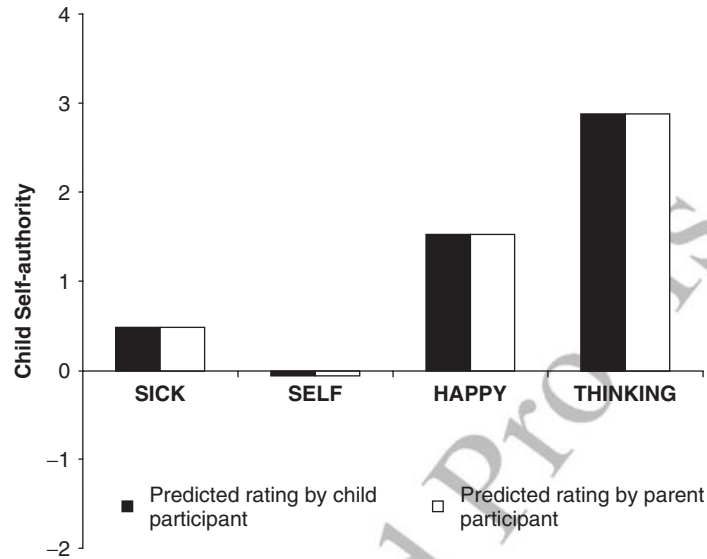 4
3
2
1
0
−1
−2
Child Self-authority
SICK SELF HAPPY THINKING
Predicted rating by child participant
Predicted rating by parent participant